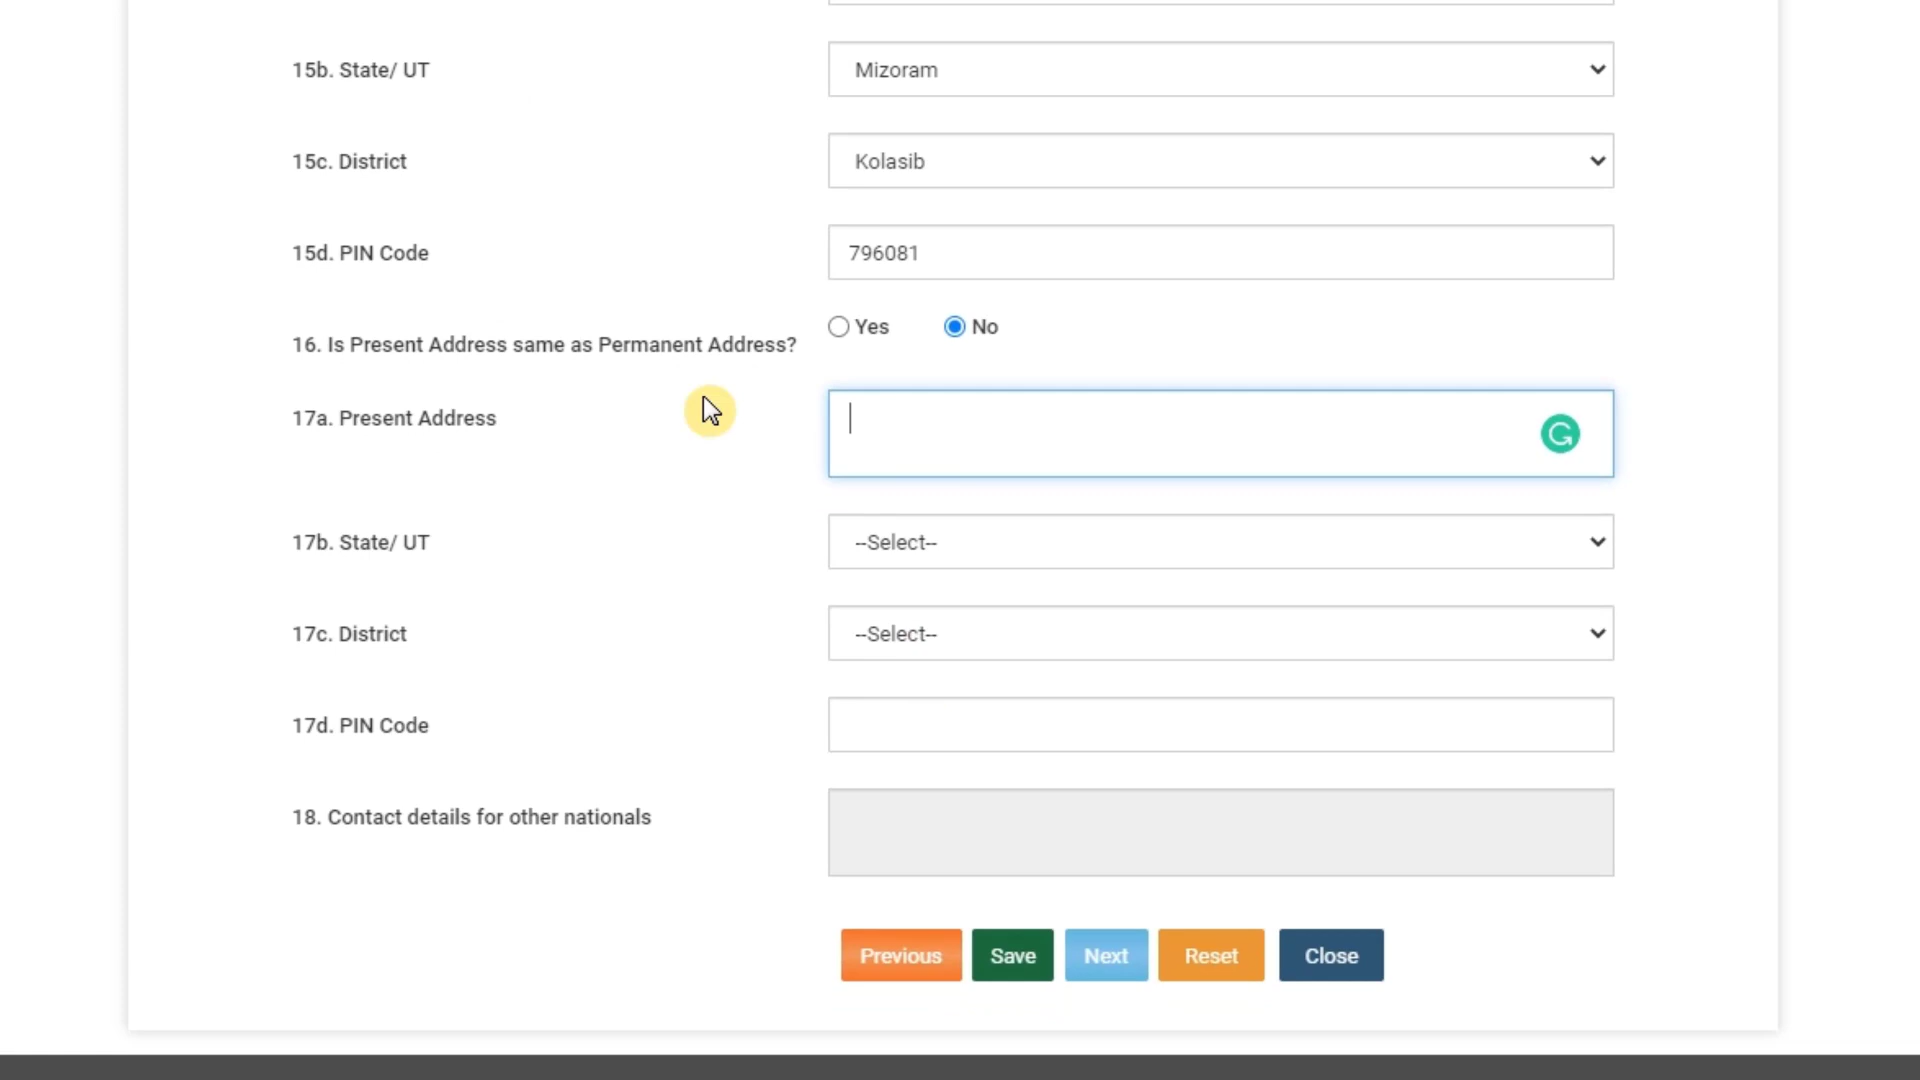 15b. State/ UT
Mizoram
15c. District
Kolasib
15d. PIN Code
796081
16. Is Present Address same as Permanent Address?
Yes
No
17a. Present Address
17b. State/ UT
--Select--
17c. District
--Select--
17d. PIN Code
18. Contact details for other nationals
Previous
Save
Next
Reset
Close